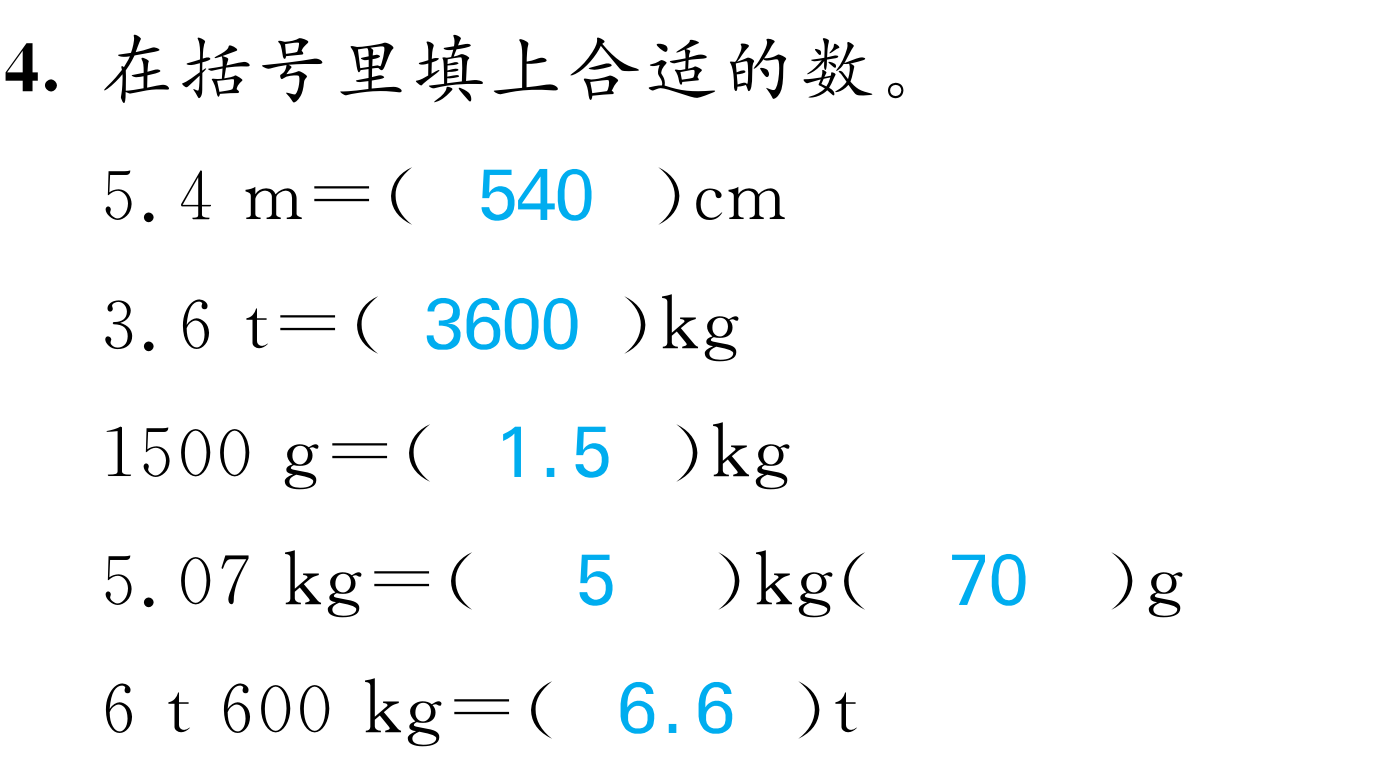 4. 在括号里填上合适的数。
5.4 m=( 540 )cm
3.6 t=( 3600 )kg
1500 g=( 1.5 )kg
5.07 kg=( 5 )kg( 70 )g
6 t 600 kg=( 6.6 )t